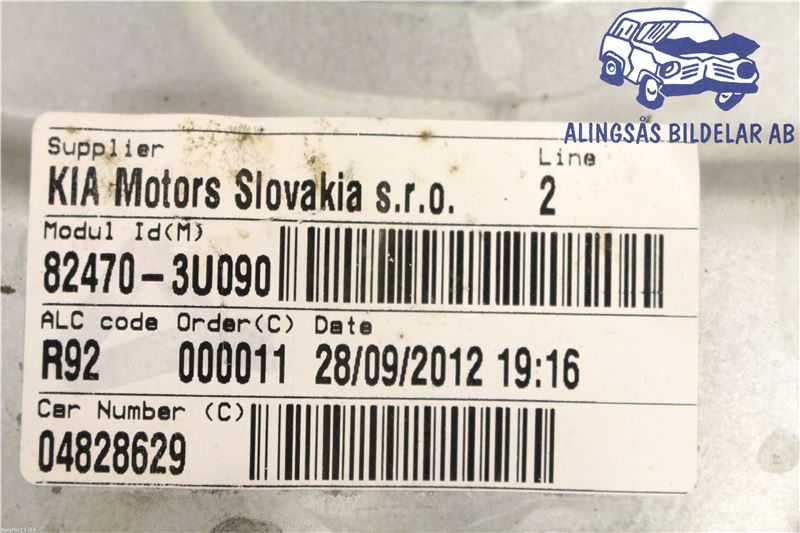 ALINGSÅS BILDELAR AB
Supplier Line
KIA Motors Slovakia s.r.o. 2
Modul Id(M)
82470-3U090
ALC code Order(C) Date
R92 000011 28/09/2012 19:16
Car Number (C)
04828629